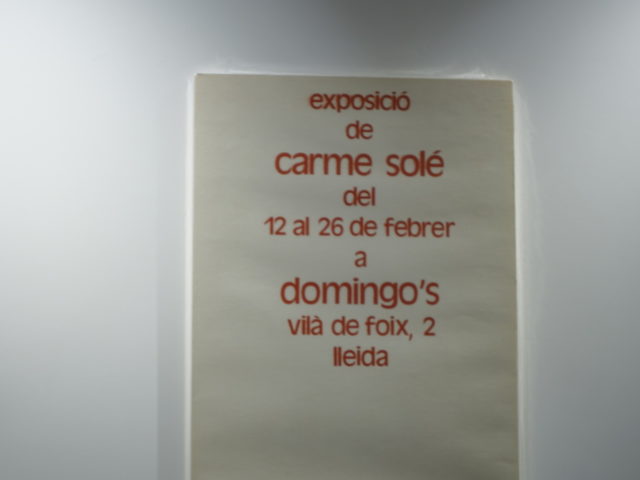 exposició
de
carme solé
del
12 al 26 de febrer
a
domingo's
vilà de foix, 2
lleida